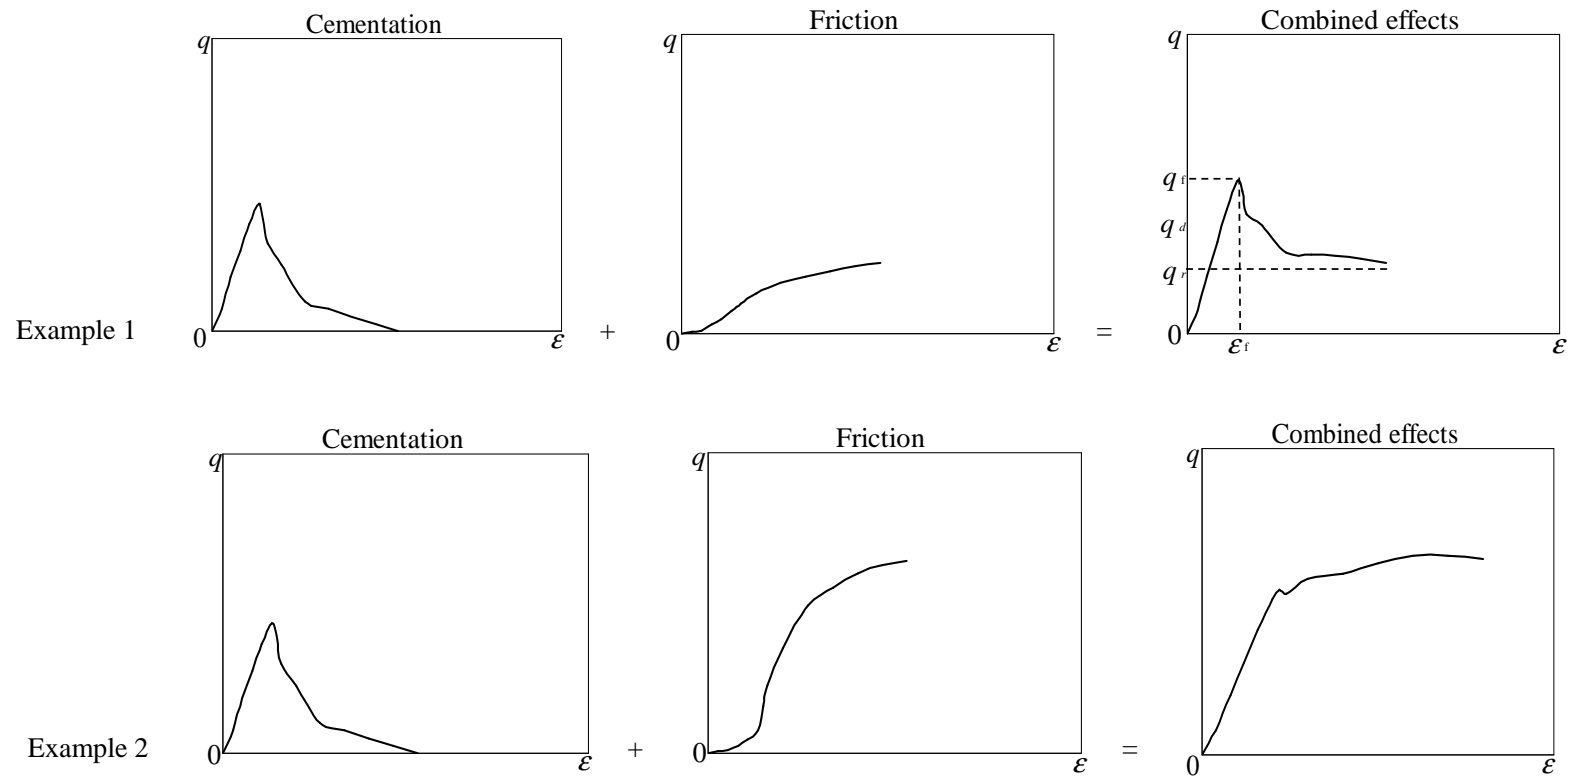 Cementation
Friction
Combined effects
q
q
q
q f
q d
q r
Example 1
0
ε
+
0
ε
=
0
ε f
ε
Cementation
Friction
Combined effects
q
q
q
Example 2
0
ε
+
0
ε
=
0
ε